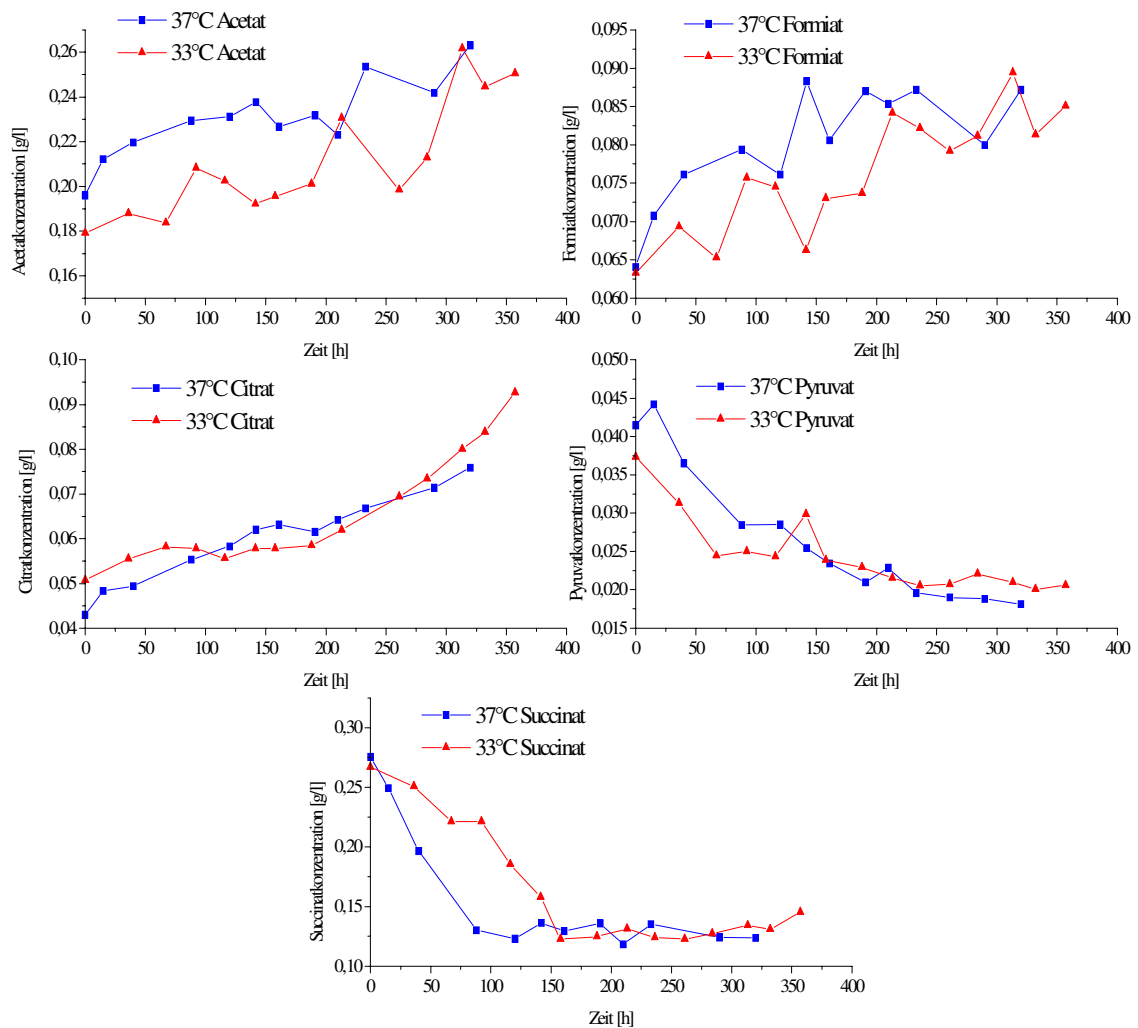 37°C Acetat
33°C Acetat
0,26
0,24
0,22
0,20
0,18
0,16
Acetatkonzentration [g/l]
0 50 100 150 200 250 300 350 400
Zeit [h]
37°C Formiat
33°C Formiat
0,095
0,090
0,085
0,080
0,075
0,070
0,065
0,060
Formiatkonzentration [g/l]
0 50 100 150 200 250 300 350 400
Zeit [h]
37°C Citrat
33°C Citrat
0,10
0,09
0,08
0,07
0,06
0,05
0,04
Citratkonzentration [g/l]
0 50 100 150 200 250 300 350 400
Zeit [h]
37°C Pyruvat
33°C Pyruvat
0,050
0,045
0,040
0,035
0,030
0,025
0,020
0,015
Pyruvatkonzentration [g/l]
0 50 100 150 200 250 300 350 400
Zeit [h]
37°C Succinat
33°C Succinat
0,30
0,25
0,20
0,15
0,10
Succinatkonzentration [g/l]
0 50 100 150 200 250 300 350 400
Zeit [h]